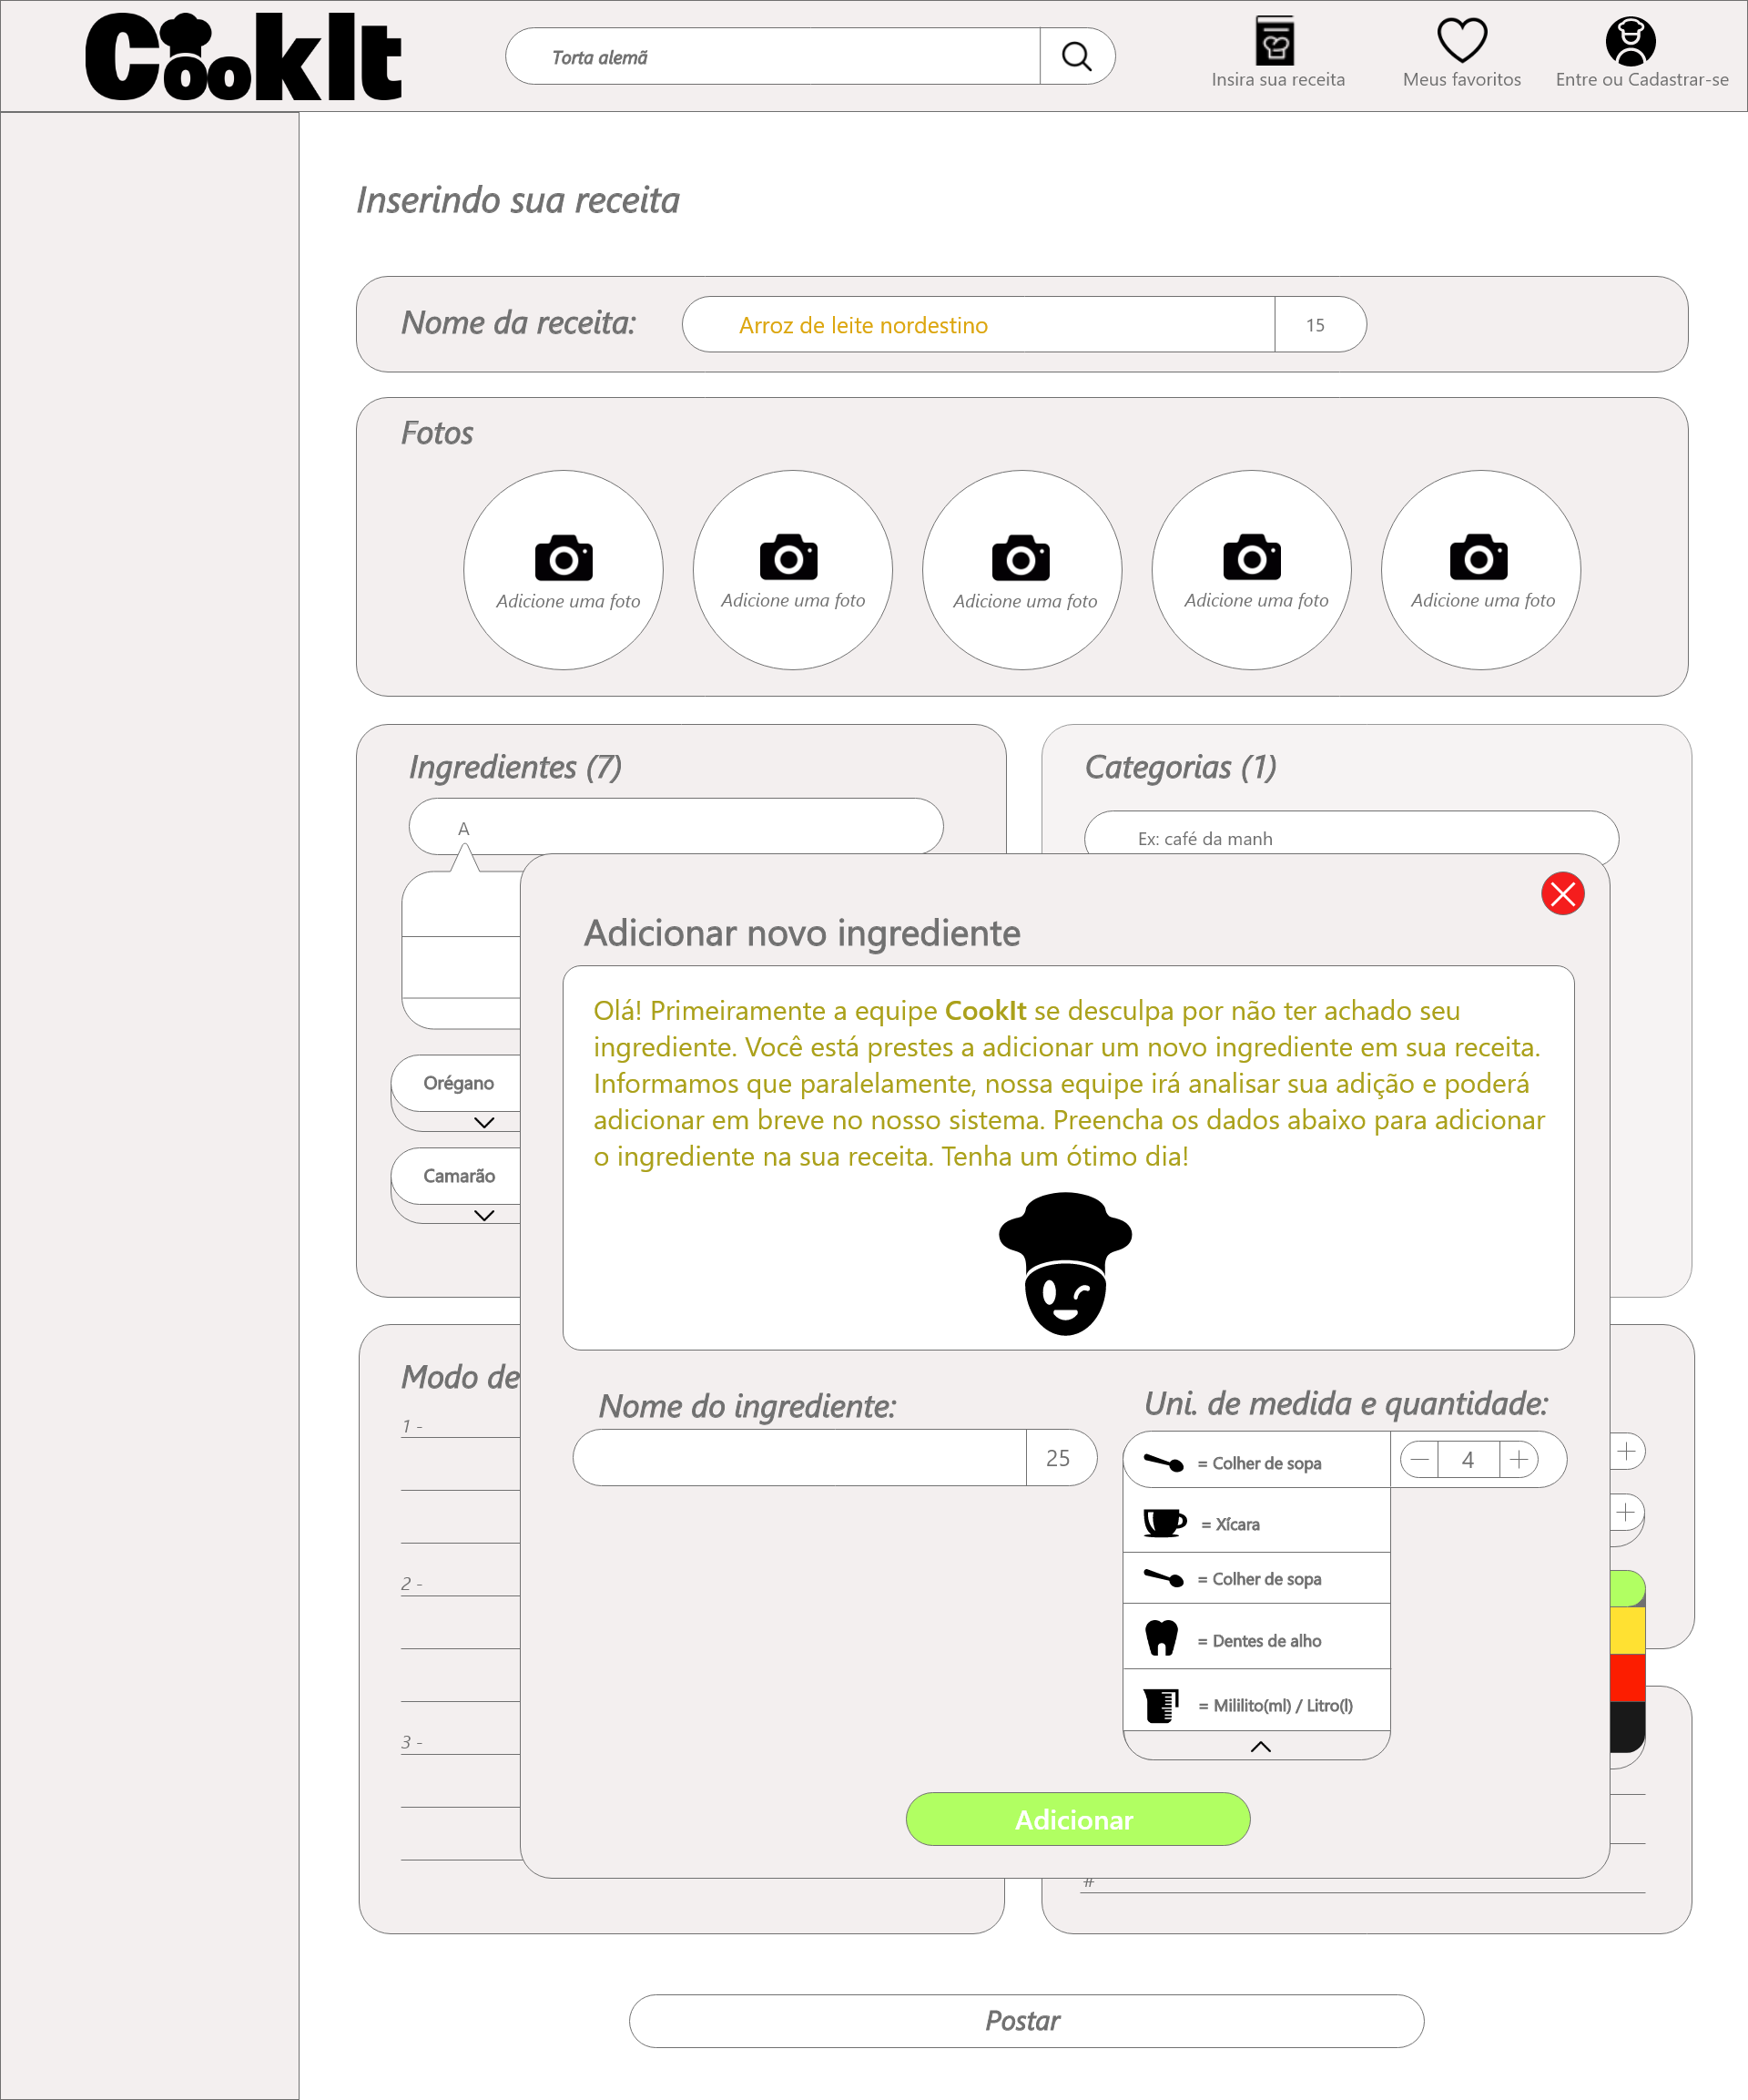 CookIt
Torta alemã
Insira sua receita
Meus favoritos
Entre ou Cadastrar-se
Inserindo sua receita
Nome da receita:
Arroz de leite nordestino
15
Fotos
Adicione uma foto
Adicione uma foto
Adicione uma foto
Adicione uma foto
Adicione uma foto
Ingredientes (7)
A
Categorias (1)
Ex: café da manh
Orégano
Camarão
Adicionar novo ingrediente
Olá! Primeiramente a equipe CookIt se desculpa por não ter achado seu
ingrediente. Você está prestes a adicionar um novo ingrediente em sua receita.
Informamos que paralelamente, nossa equipe irá analisar sua adição e poderá
adicionar em breve no nosso sistema. Preencha os dados abaixo para adicionar
o ingrediente na sua receita. Tenha um ótimo dia!
Nome do ingrediente:
25
Uni. de medida e quantidade:
= Colher de sopa
4
= Xícara
= Colher de sopa
= Dentes de alho
= Mililito(ml) / Litro(l)
Adicionar
Modo de
1 -
2 -
3 -
#
Postar